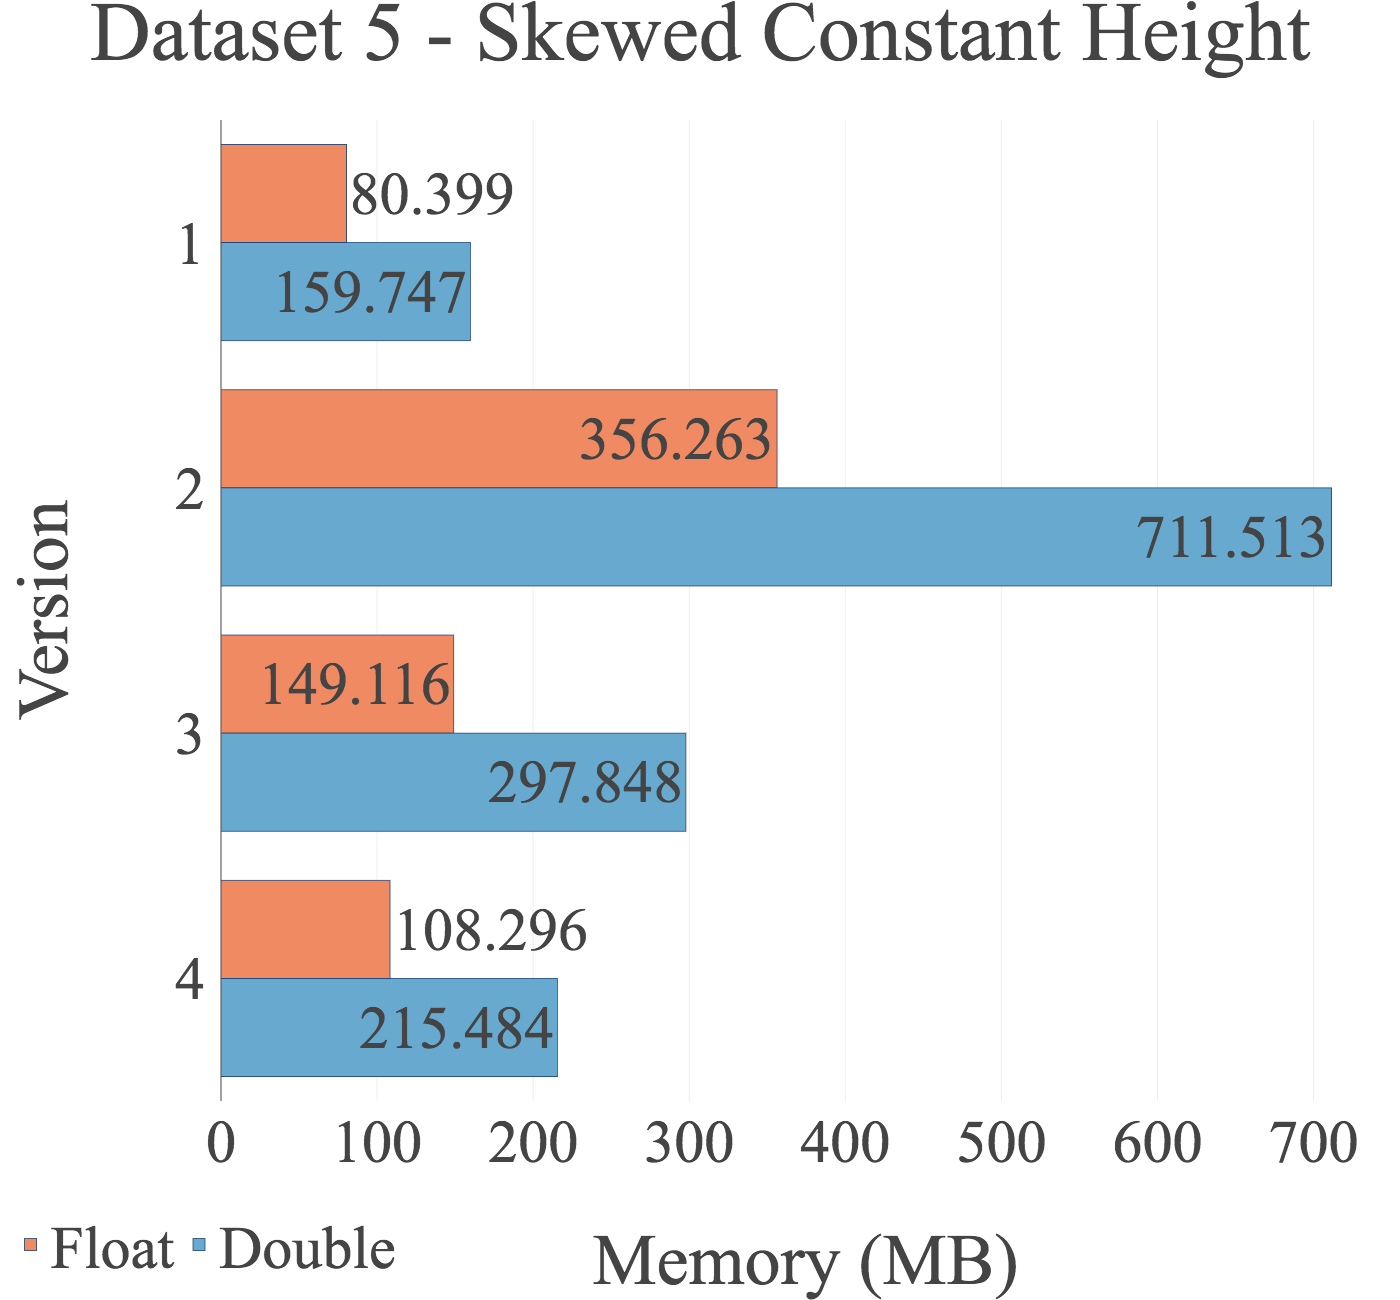 Dataset 5 - Skewed Constant Height
Version
1
80.399
159.747
2
356.263
711.513
3
149.116
297.848
4
108.296
215.484
0 100 200 300 400 500 600 700
Float Double
Memory (MB)